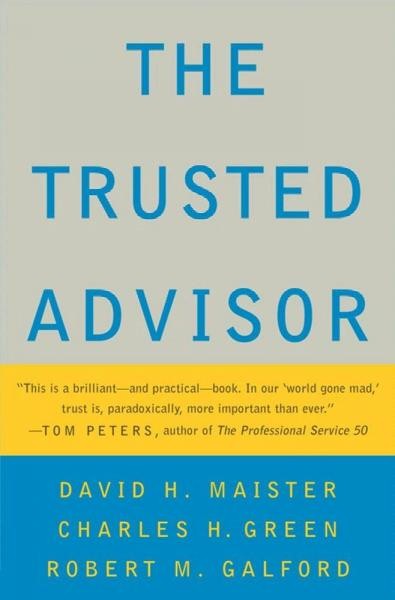 THE
TRUSTED
ADVISOR
“This is a brilliant—and practical—book. In our ‘world gone mad,’
trust is, paradoxically, more important than ever.”
—TOM PETERS, author of The Professional Service 50
DAVID H. MAISTER
CHARLES H. GREEN
ROBERT M. GALFORD